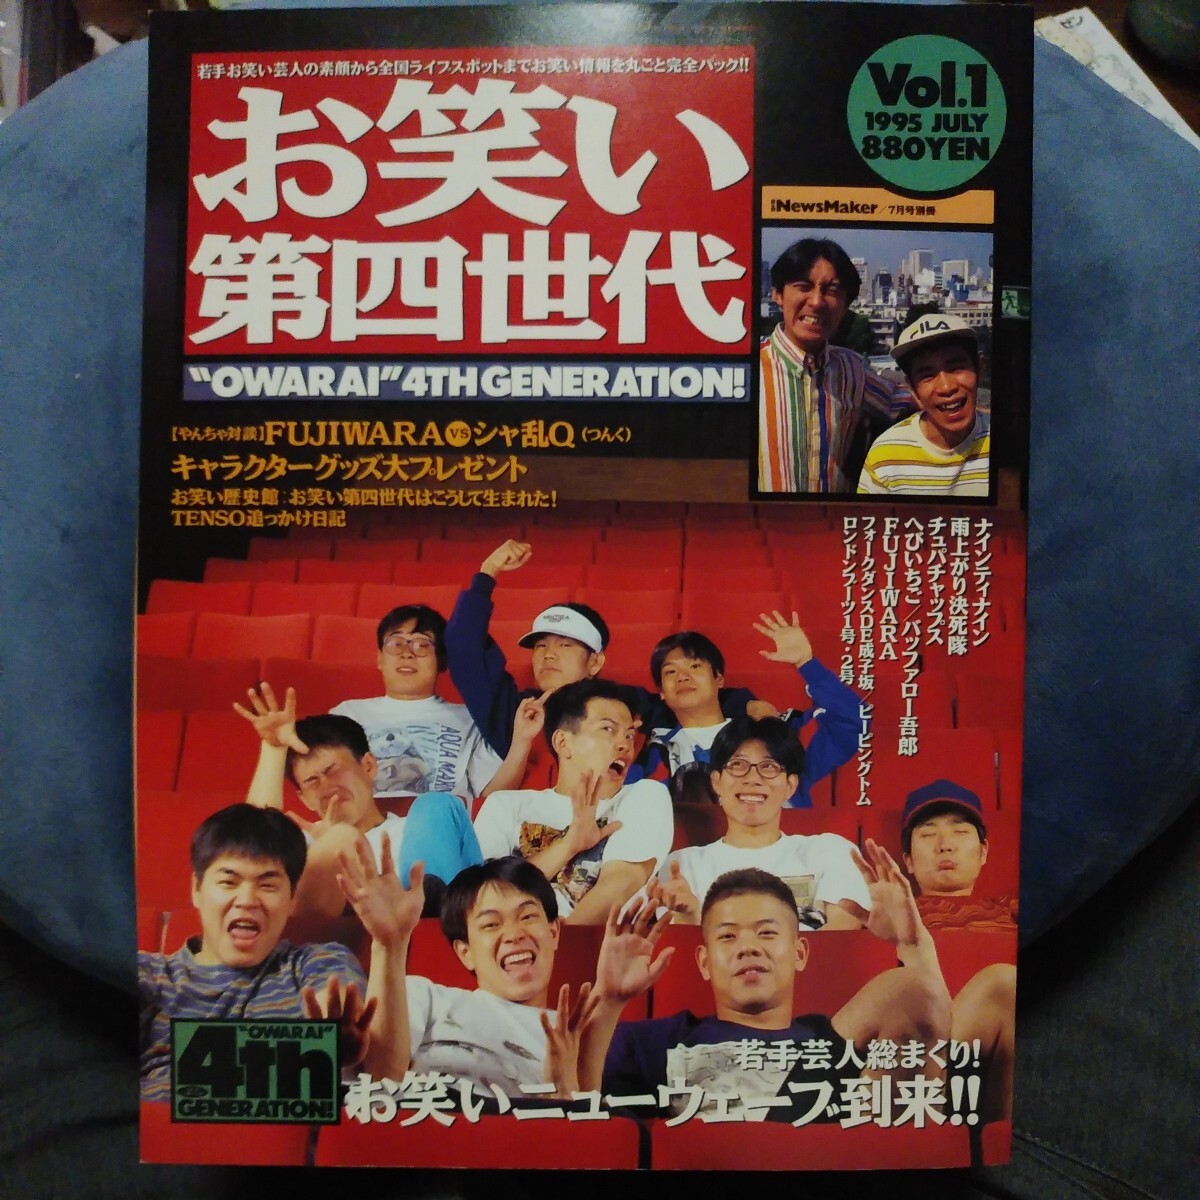 若手お笑い芸人の素顔から全国ライブスポットまでお笑い情報を丸ごと完全パック!!
お笑い
第四世代
"OWARAI" 4TH GENERATION!
Vol.1
1995 JULY
880YEN
NewsMaker／7月号別冊
【やんちゃ対談】FUJIWARA VS シャ乱Q（つんく）
キャラクターグッズ大プレゼント
お笑い歴史館：お笑い第四世代はこうして生まれた！
TENSO追っかけ日記
FILA
ナインティナイン
雨上がり決死隊
チュパチャップス
へびいちご／バッファロー吾郎
FUJIWARA
フォークダンスDE成子坂／ピーピングトム
ロンドンブーツ1号・2号
AQUA
"OWARAI"
4th
GENERATION!
若手芸人総まくり!
お笑いニューウェーブ到来!!